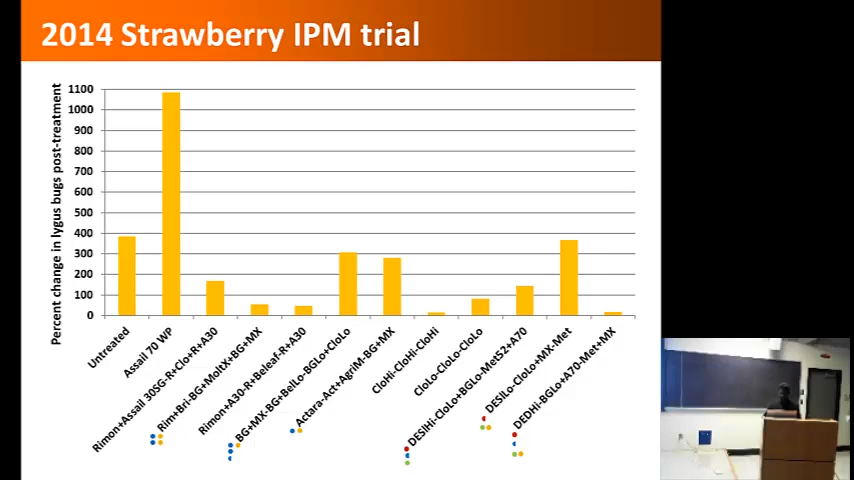 2014 Strawberry IPM trial
Percent change in lygus bugs post-treatment
1100
1000
900
800
700
600
500
400
300
200
100
0
Untreated
Assail 70 WP
Rimon+Assail 30SG-R+Clo+R+A30
Rim+Bri-BG+MoltX+BG+MX
Rimon+A30-R+Beleaf-R+A30
BG+MX-BG+BelLo-BGLo+CloLo
Actara-Act+AgriM-BG+MX
CloHi-CloHi-CloHi
CloLo-CloLo-CloLo
DESIHi-CloLo+BGLo-Met52+A70
DESILo-CloLo+MX-Met
DEDHi-BGLo+A70-Met+MX